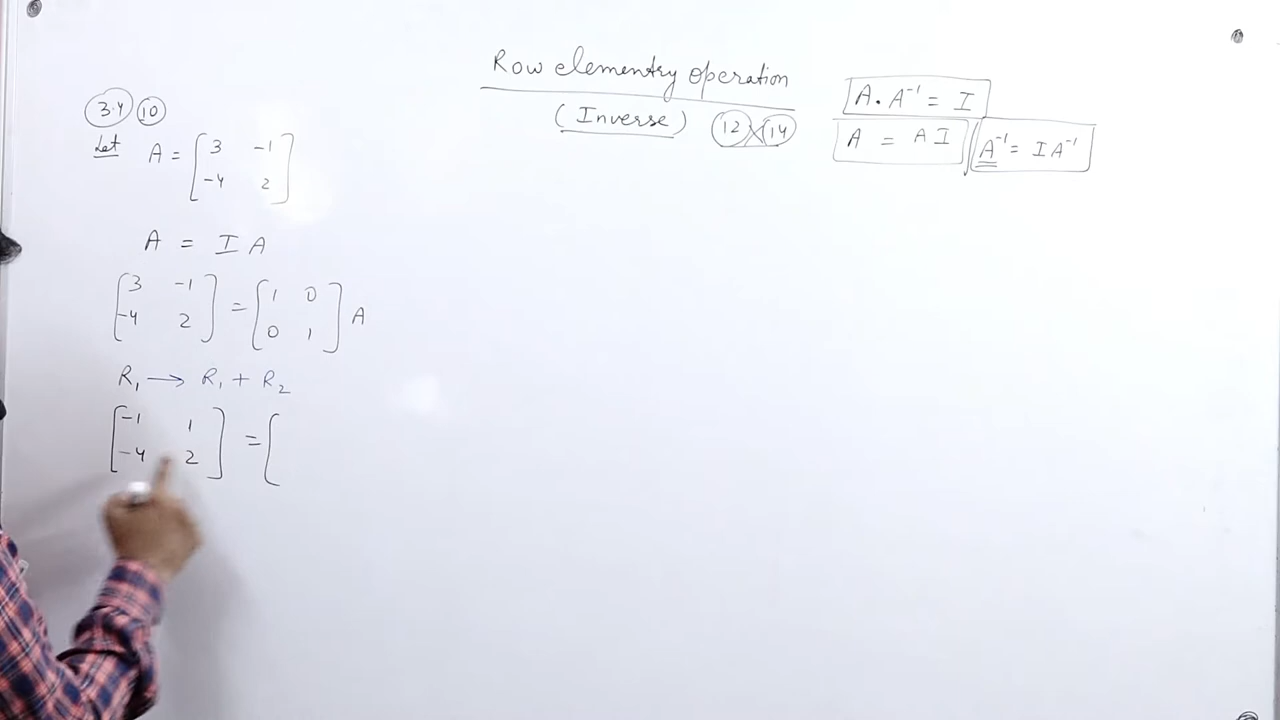 Row elementry operation
(Inverse) 12 14
A . A⁻¹ = I
A = A I
A⁻¹ = I A⁻¹
3.4 10
Let A = [ 3 -1
-4 2 ]
A = I A
[ 3 -1
-4 2 ] = [ 1 0
0 1 ] A
R₁ → R₁ + R₂
[ -1 1
-4 2 ] = [